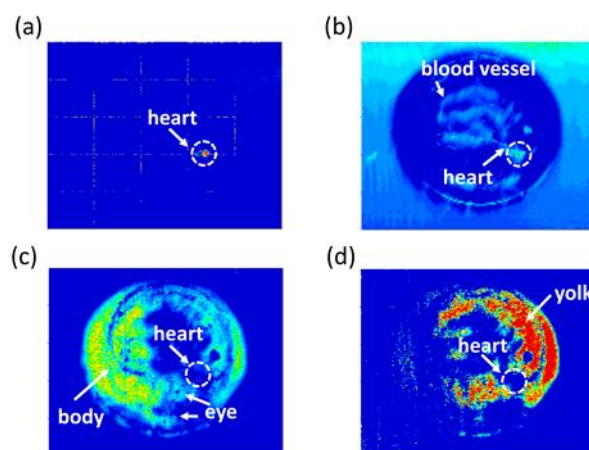 (a)
heart
(b)
blood vessel
heart
(c)
heart
body
eye
(d)
yolk
heart